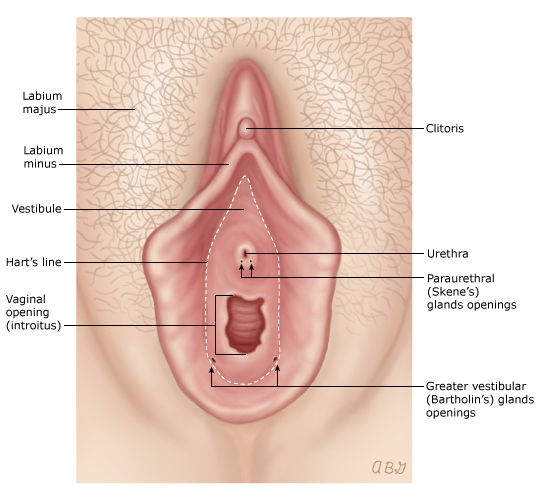 Labium
majus
Labium
minus
Vestibule
Hart's line
Vaginal
opening
(introitus)
Clitoris
Urethra
Paraurethral
(Skene's)
glands openings
Greater vestibular
(Bartholin's) glands
openings